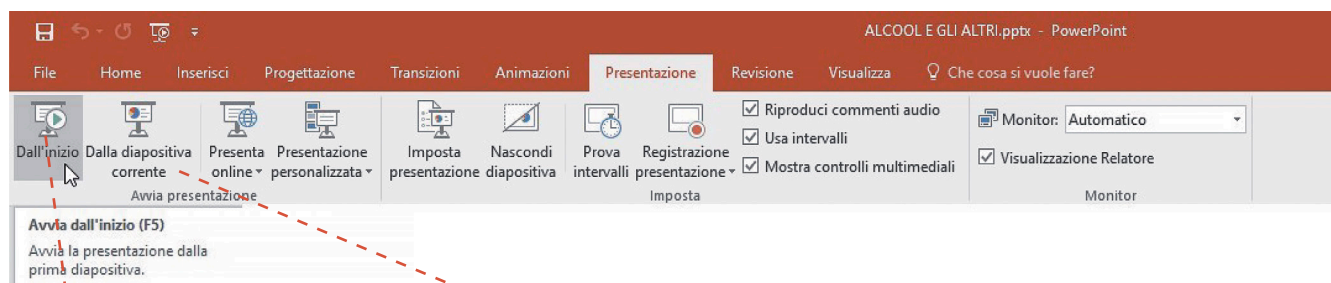 ALCOOL E GLI ALTRI.pptx - PowerPoint
File Home Inserisci Progettazione Transizioni Animazioni Presentazione Revisione Visualizza Che cosa si vuole fare?
Dall'inizio
Dalla diapositiva
corrente
Presenta
online
Presentazione
personalizzata
Imposta
presentazione
Nascondi
diapositiva
Prova
intervalli
Registrazione
presentazione
Riproduci commenti audio
Usa intervalli
Mostra controlli multimediali
Monitor: Automatico
Visualizzazione Relatore
Avvia presentazione
Imposta
Monitor
Avvia dall'inizio (F5)
Avvia la presentazione dalla
prima diapositiva.